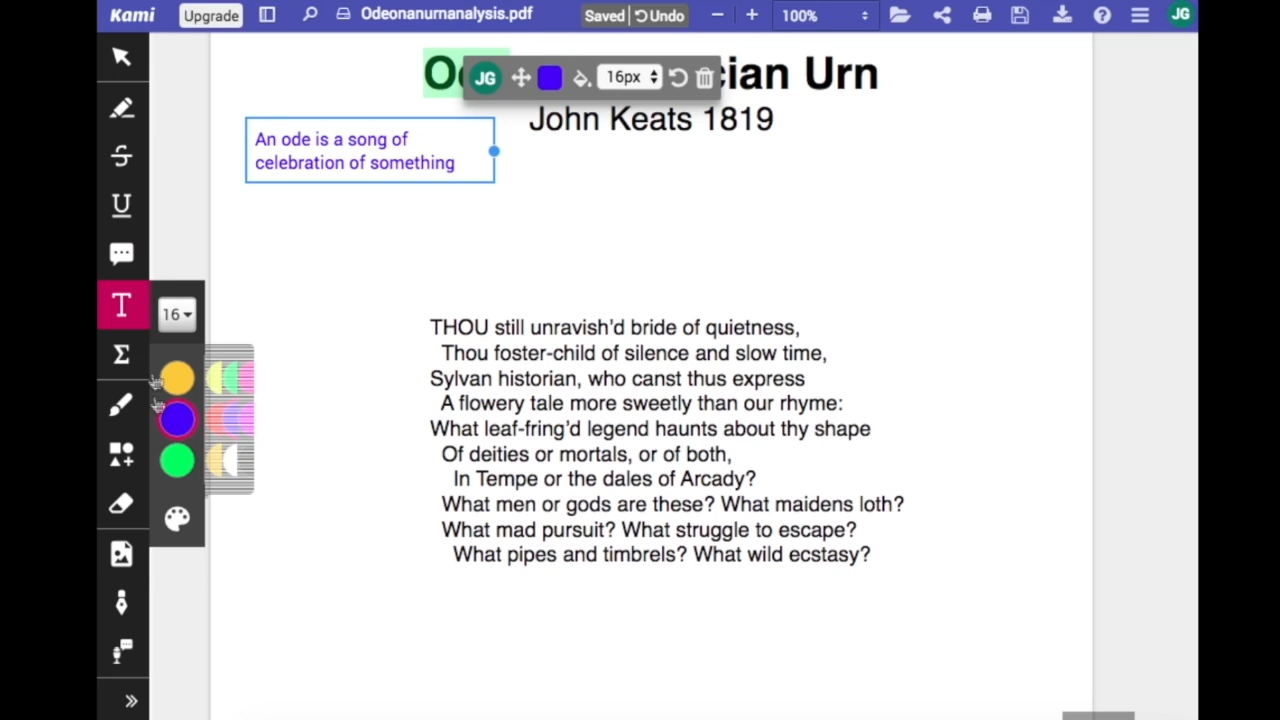 Kami Upgrade Odeonanurnanalysis.pdf Saved Undo 100% JG
cian Urn
JG 16px
John Keats 1819
An ode is a song of
celebration of something
T 16
THOU still unravish’d bride of quietness,
Thou foster-child of silence and slow time,
Sylvan historian, who canst thus express
A flowery tale more sweetly than our rhyme:
What leaf-fring’d legend haunts about thy shape
Of deities or mortals, or of both,
In Tempe or the dales of Arcady?
What men or gods are these? What maidens loth?
What mad pursuit? What struggle to escape?
What pipes and timbrels? What wild ecstasy?